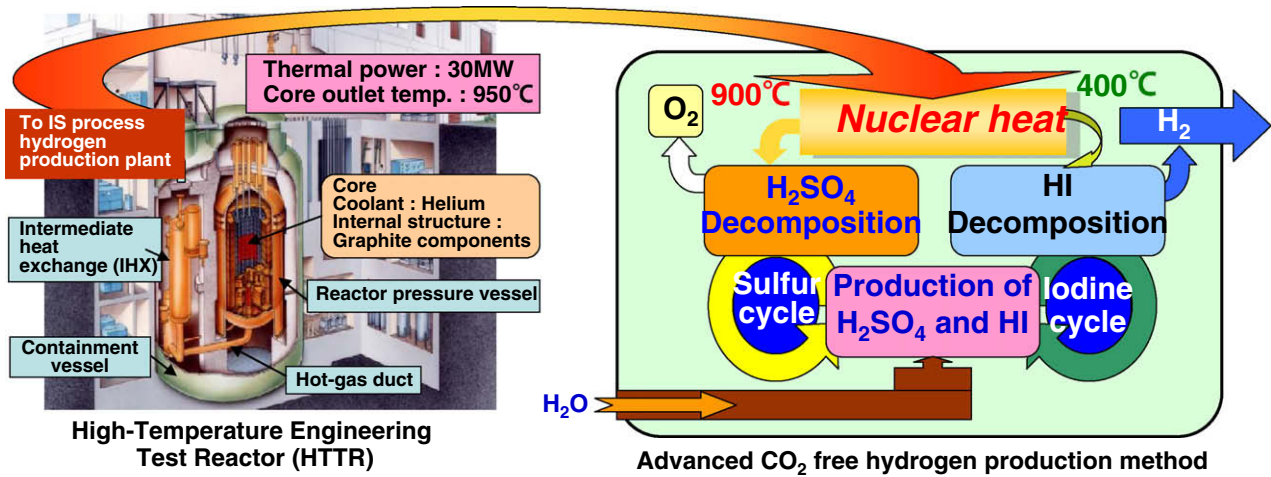 Thermal power : 30MW
Core outlet temp. : 950℃
To IS process
hydrogen
production plant
Core
Coolant : Helium
Internal structure :
Graphite components
Intermediate
heat
exchange (IHX)
Reactor pressure vessel
Containment
vessel
Hot-gas duct
High-Temperature Engineering
Test Reactor (HTTR)
900℃
400℃
Nuclear heat
O₂
H₂
H₂SO₄
Decomposition
HI
Decomposition
Sulfur
cycle
Production of
H₂SO₄ and HI
Iodine
cycle
H₂O
Advanced CO₂ free hydrogen production method